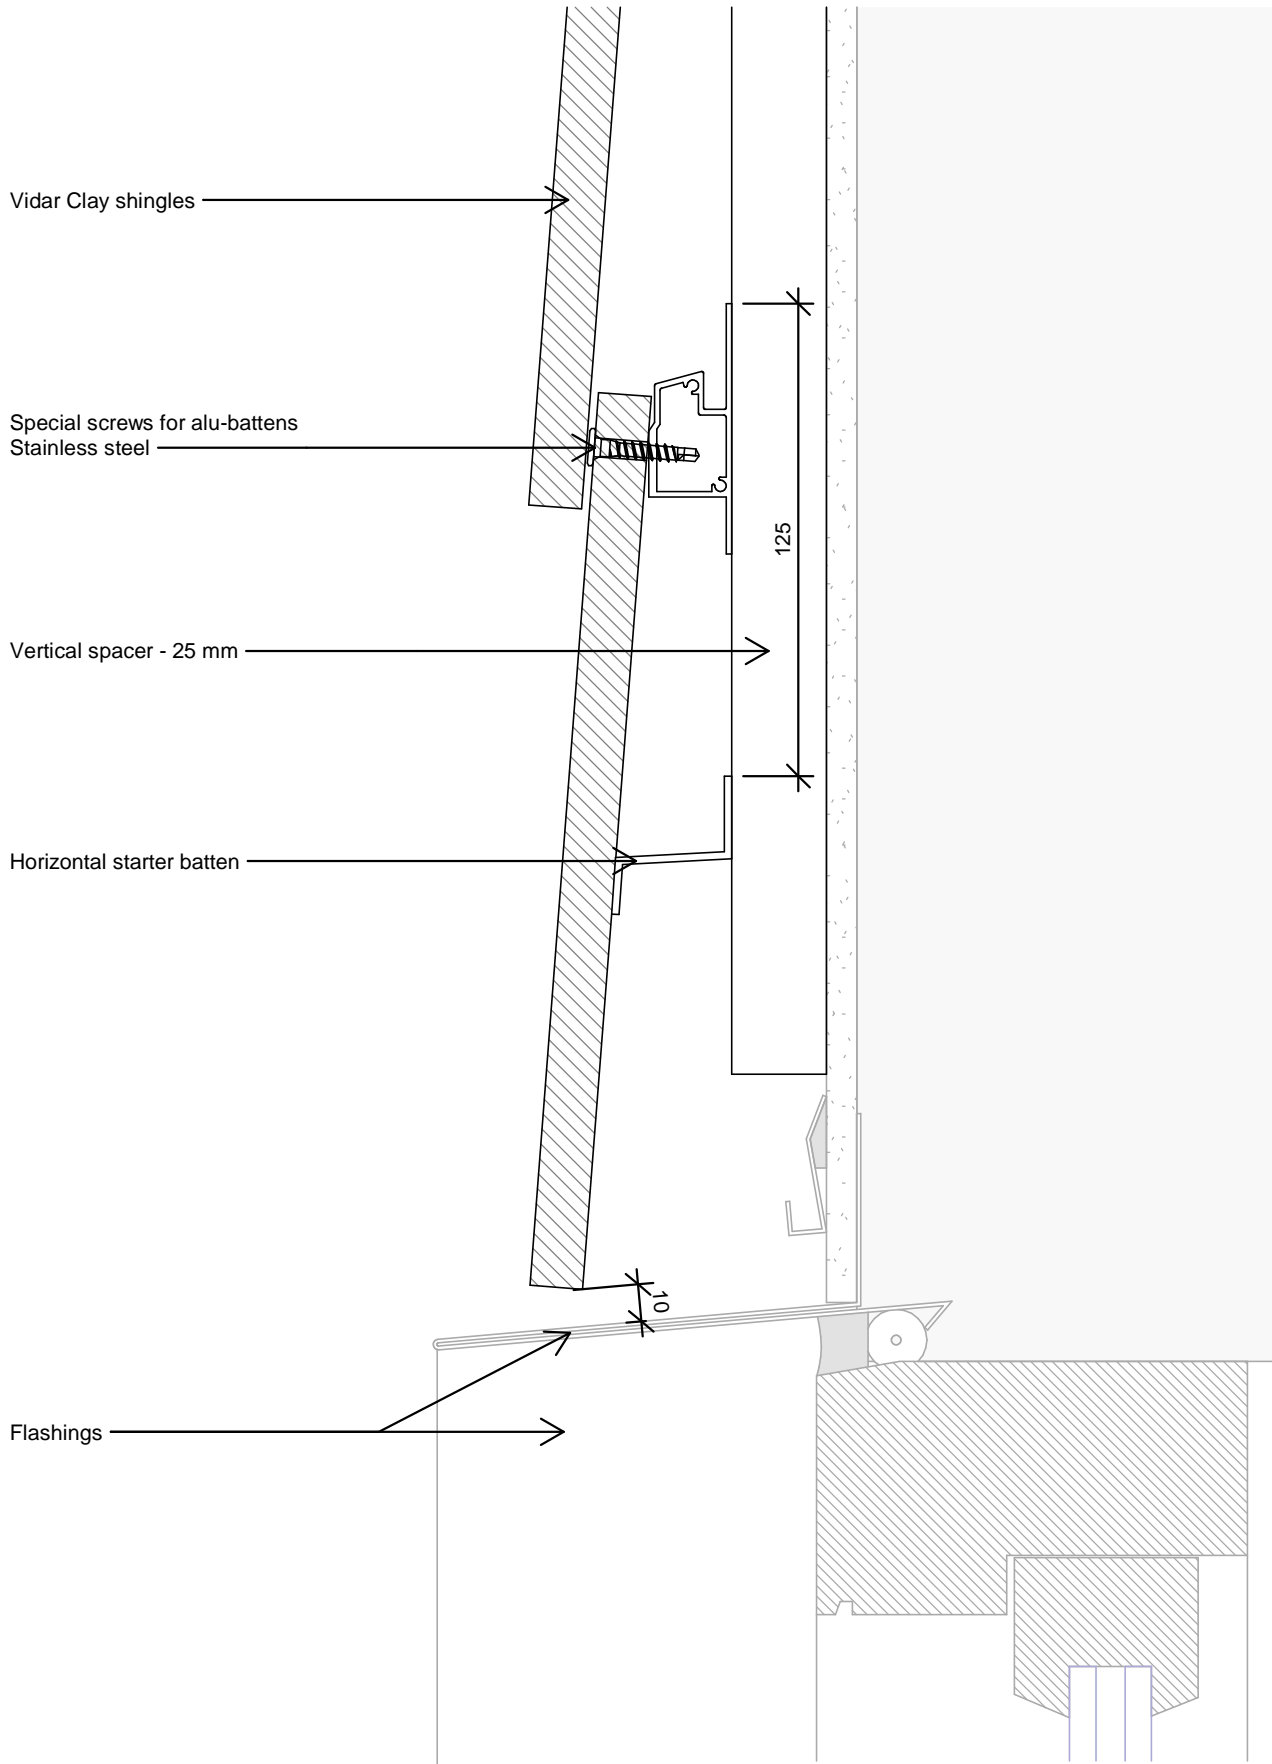 Vidar Clay shingles
Special screws for alu-battens
Stainless steel
125
Vertical spacer - 25 mm
Horizontal starter batten
10
Flashings